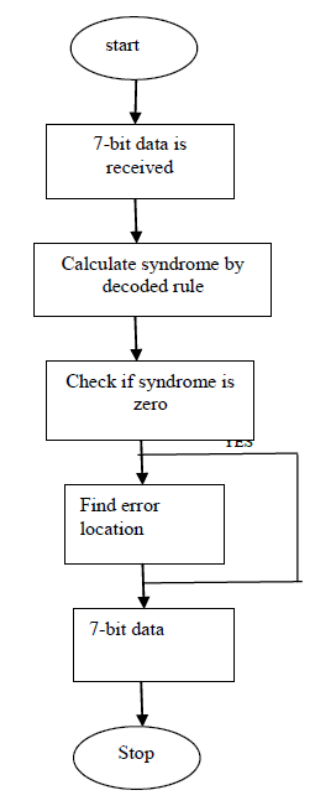 start
7-bit data is
received
Calculate syndrome by
decoded rule
Check if syndrome is
zero
YES
Find error
location
7-bit data
Stop